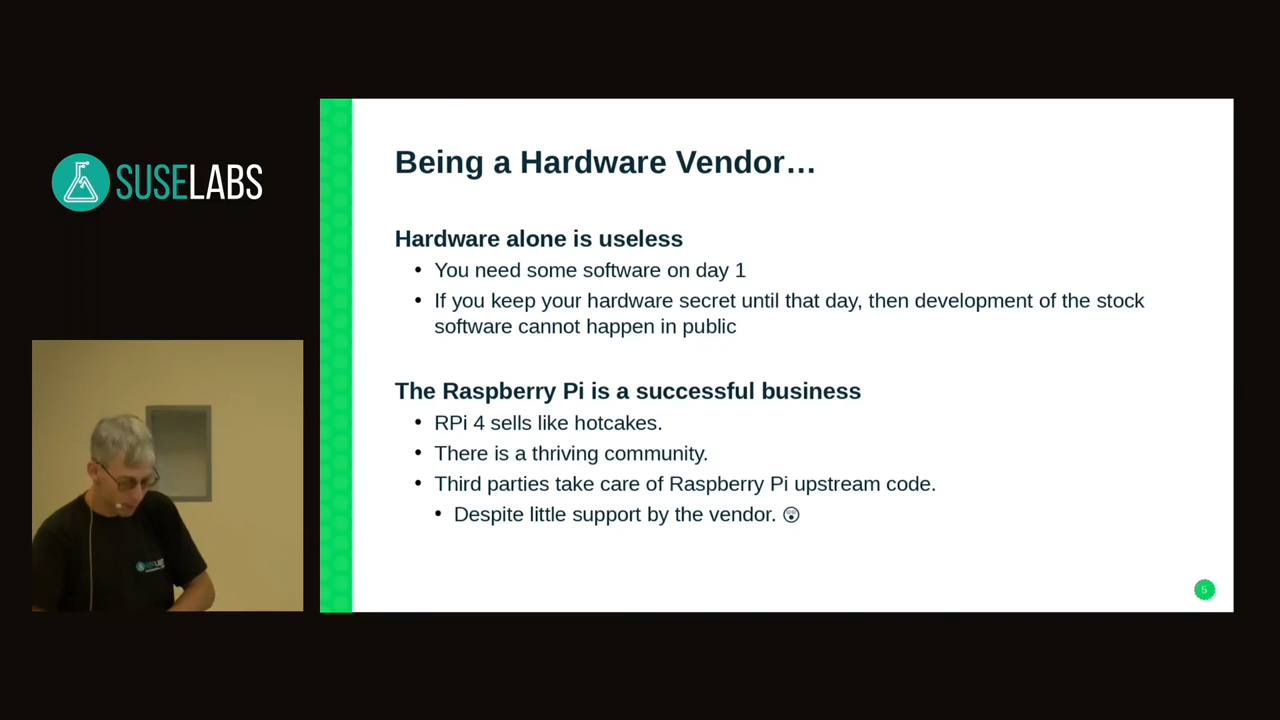 SUSELABS
Being a Hardware Vendor…
Hardware alone is useless
• You need some software on day 1
• If you keep your hardware secret until that day, then development of the stock
software cannot happen in public
The Raspberry Pi is a successful business
• RPi 4 sells like hotcakes.
• There is a thriving community.
• Third parties take care of Raspberry Pi upstream code.
• Despite little support by the vendor. 😲
5